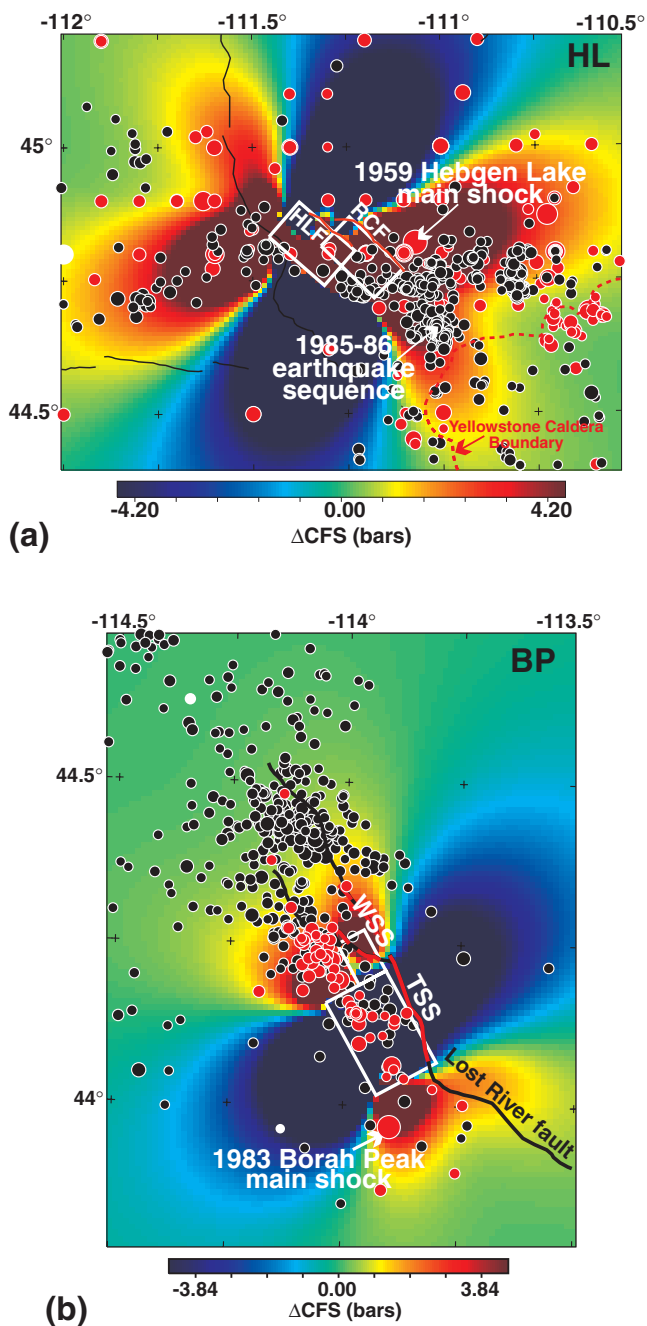 -112° -111.5° -111° -110.5°
HL
45°
1959 Hebgen Lake
main shock
HLF
RCF
1985-86
earthquake
sequence
44.5°
Yellowstone Caldera
Boundary
-4.20 0.00 4.20
(a)
ΔCFS (bars)
-114.5° -114° -113.5°
BP
44.5°
WSS
TSS
44°
Lost River fault
1983 Borah Peak
main shock
-3.84 0.00 3.84
(b)
ΔCFS (bars)